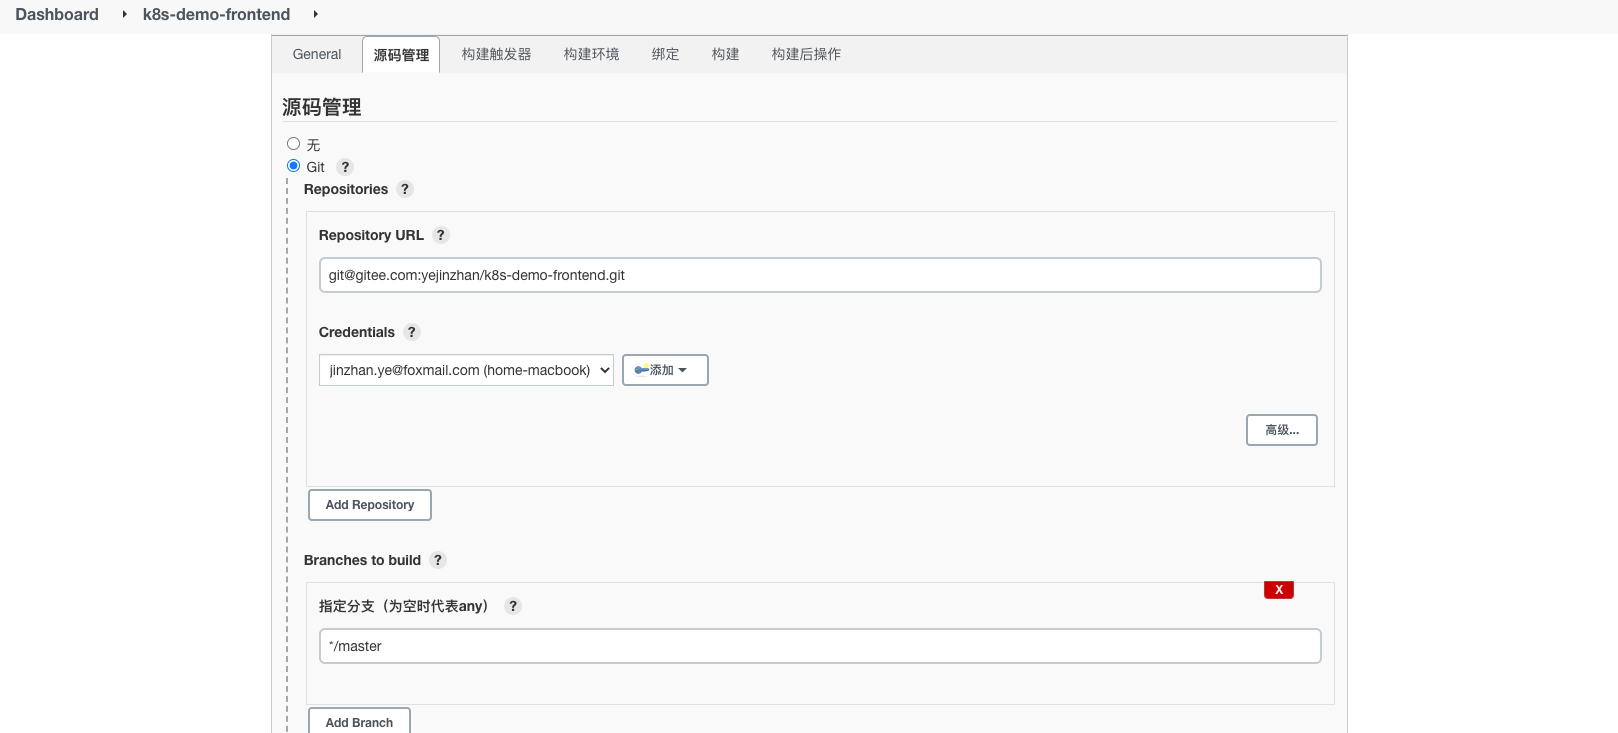 Dashboard k8s-demo-frontend
General 源码管理 构建触发器 构建环境 绑定 构建 构建后操作
源码管理
无
Git ?
Repositories ?
Repository URL ?
git@gitee.com:yejinzhan/k8s-demo-frontend.git
Credentials ?
jinzhan.ye@foxmail.com (home-macbook) 添加
高级...
Add Repository
Branches to build ?
X
指定分支（为空时代表any） ?
*/master
Add Branch